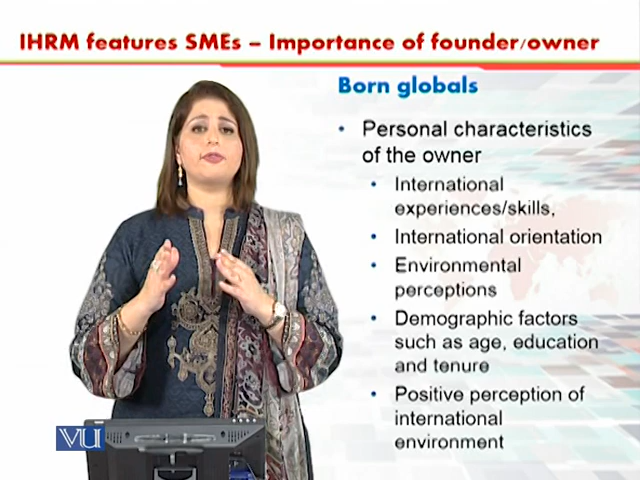 IHRM features SMEs – Importance of founder/owner
Born globals
• Personal characteristics
of the owner
• International
experiences/skills,
• International orientation
• Environmental
perceptions
• Demographic factors
such as age, education
and tenure
• Positive perception of
international
environment
VU